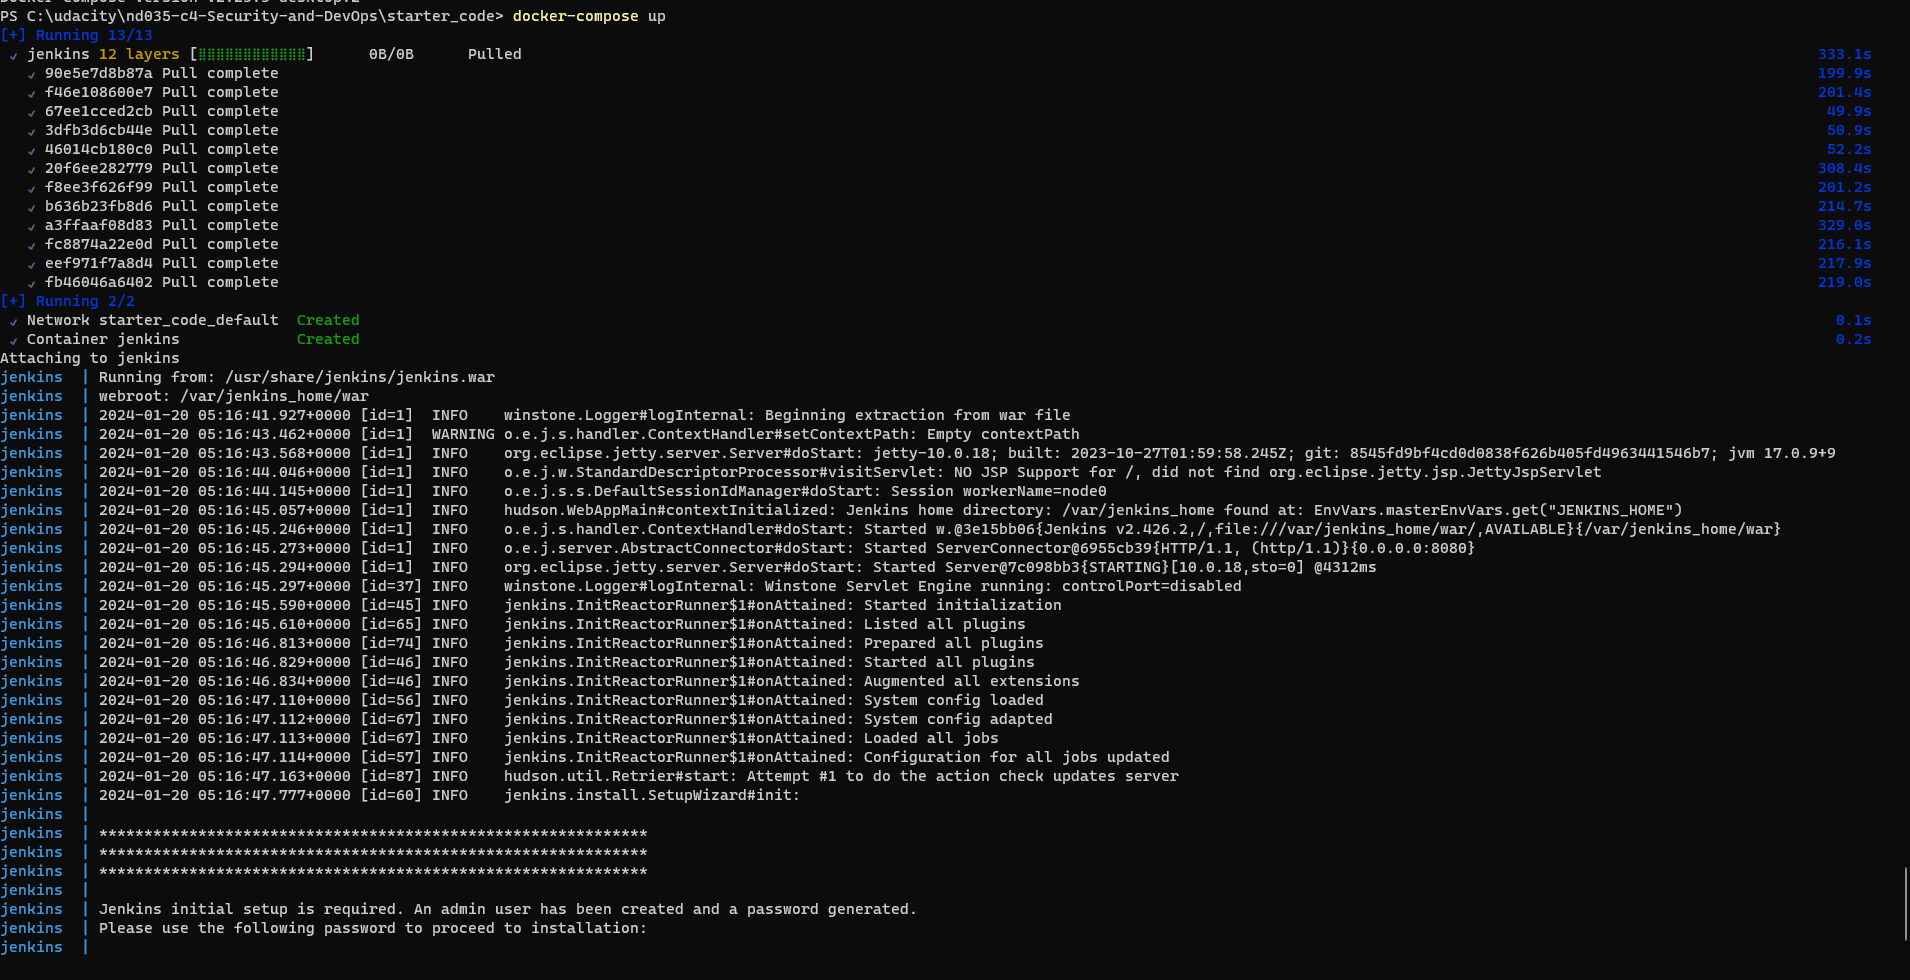 PS C:\udacity\nd035-c4-Security-and-DevOps\starter_code> docker-compose up
[+] Running 13/13
✓ jenkins 12 layers [⣿⣿⣿⣿⣿⣿⣿⣿⣿⣿⣿⣿] 0B/0B Pulled 333.1s
✓ 90e5e7d8b87a Pull complete 199.9s
✓ f46e108600e7 Pull complete 201.4s
✓ 67ee1cced2cb Pull complete 49.9s
✓ 3dfb3d6cb44e Pull complete 50.9s
✓ 46014cb180c0 Pull complete 52.2s
✓ 20f6ee282779 Pull complete 308.4s
✓ f8ee3f626f99 Pull complete 201.2s
✓ b636b23fb8d6 Pull complete 214.7s
✓ a3ffaaf08d83 Pull complete 329.0s
✓ fc8874a22e0d Pull complete 216.1s
✓ eef971f7a8d4 Pull complete 217.9s
✓ fb46046a6402 Pull complete 219.0s
[+] Running 2/2
✓ Network starter_code_default Created 0.1s
✓ Container jenkins Created 0.2s
Attaching to jenkins
jenkins | Running from: /usr/share/jenkins/jenkins.war
jenkins | webroot: /var/jenkins_home/war
jenkins | 2024-01-20 05:16:41.927+0000 [id=1] INFO winstone.Logger#logInternal: Beginning extraction from war file
jenkins | 2024-01-20 05:16:43.462+0000 [id=1] WARNING o.e.j.s.handler.ContextHandler#setContextPath: Empty contextPath
jenkins | 2024-01-20 05:16:43.568+0000 [id=1] INFO org.eclipse.jetty.server.Server#doStart: jetty-10.0.18; built: 2023-10-27T01:59:58.245Z; git: 8545fd9bf4cd0d0838f626b405fd4963441546b7; jvm 17.0.9+9
jenkins | 2024-01-20 05:16:44.046+0000 [id=1] INFO o.e.j.w.StandardDescriptorProcessor#visitServlet: NO JSP Support for /, did not find org.eclipse.jetty.jsp.JettyJspServlet
jenkins | 2024-01-20 05:16:44.145+0000 [id=1] INFO o.e.j.s.s.DefaultSessionIdManager#doStart: Session workerName=node0
jenkins | 2024-01-20 05:16:45.057+0000 [id=1] INFO hudson.WebAppMain#contextInitialized: Jenkins home directory: /var/jenkins_home found at: EnvVars.masterEnvVars.get("JENKINS_HOME")
jenkins | 2024-01-20 05:16:45.246+0000 [id=1] INFO o.e.j.s.handler.ContextHandler#doStart: Started w.@3e15bb06{Jenkins v2.426.2,/,file:///var/jenkins_home/war/,AVAILABLE}{/var/jenkins_home/war}
jenkins | 2024-01-20 05:16:45.273+0000 [id=1] INFO o.e.j.server.AbstractConnector#doStart: Started ServerConnector@6955cb39{HTTP/1.1, (http/1.1)}{0.0.0.0:8080}
jenkins | 2024-01-20 05:16:45.294+0000 [id=1] INFO org.eclipse.jetty.server.Server#doStart: Started Server@7c098bb3{STARTING}[10.0.18,sto=0] @4312ms
jenkins | 2024-01-20 05:16:45.297+0000 [id=37] INFO winstone.Logger#logInternal: Winstone Servlet Engine running: controlPort=disabled
jenkins | 2024-01-20 05:16:45.590+0000 [id=45] INFO jenkins.InitReactorRunner$1#onAttained: Started initialization
jenkins | 2024-01-20 05:16:45.610+0000 [id=65] INFO jenkins.InitReactorRunner$1#onAttained: Listed all plugins
jenkins | 2024-01-20 05:16:46.813+0000 [id=74] INFO jenkins.InitReactorRunner$1#onAttained: Prepared all plugins
jenkins | 2024-01-20 05:16:46.829+0000 [id=46] INFO jenkins.InitReactorRunner$1#onAttained: Started all plugins
jenkins | 2024-01-20 05:16:46.834+0000 [id=46] INFO jenkins.InitReactorRunner$1#onAttained: Augmented all extensions
jenkins | 2024-01-20 05:16:47.110+0000 [id=56] INFO jenkins.InitReactorRunner$1#onAttained: System config loaded
jenkins | 2024-01-20 05:16:47.112+0000 [id=67] INFO jenkins.InitReactorRunner$1#onAttained: System config adapted
jenkins | 2024-01-20 05:16:47.113+0000 [id=67] INFO jenkins.InitReactorRunner$1#onAttained: Loaded all jobs
jenkins | 2024-01-20 05:16:47.114+0000 [id=57] INFO jenkins.InitReactorRunner$1#onAttained: Configuration for all jobs updated
jenkins | 2024-01-20 05:16:47.163+0000 [id=87] INFO hudson.util.Retrier#start: Attempt #1 to do the action check updates server
jenkins | 2024-01-20 05:16:47.777+0000 [id=60] INFO jenkins.install.SetupWizard#init:
jenkins |
jenkins | *************************************************************
jenkins | *************************************************************
jenkins | *************************************************************
jenkins |
jenkins | Jenkins initial setup is required. An admin user has been created and a password generated.
jenkins | Please use the following password to proceed to installation:
jenkins |